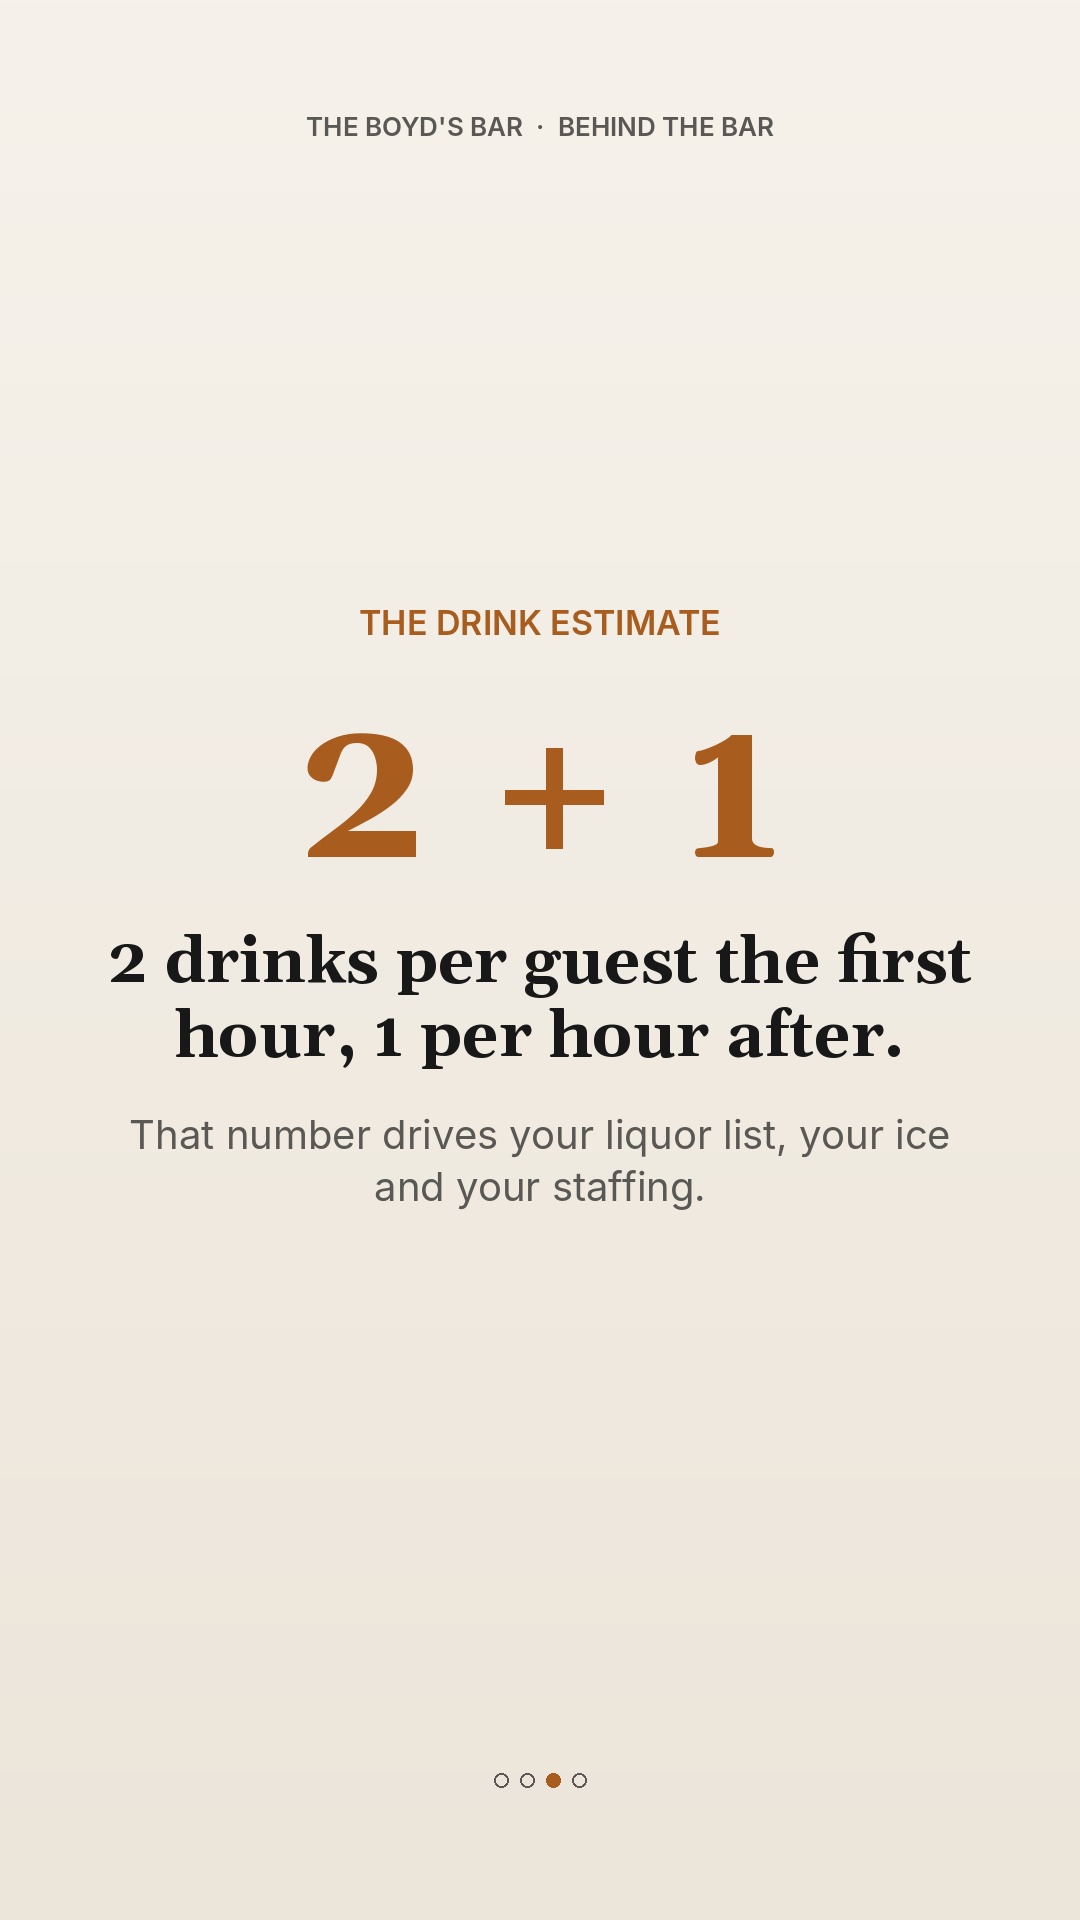 THE BOYD'S BAR · BEHIND THE BAR
THE DRINK ESTIMATE
2 + 1
2 drinks per guest the first
hour, 1 per hour after.
That number drives your liquor list, your ice
and your staffing.